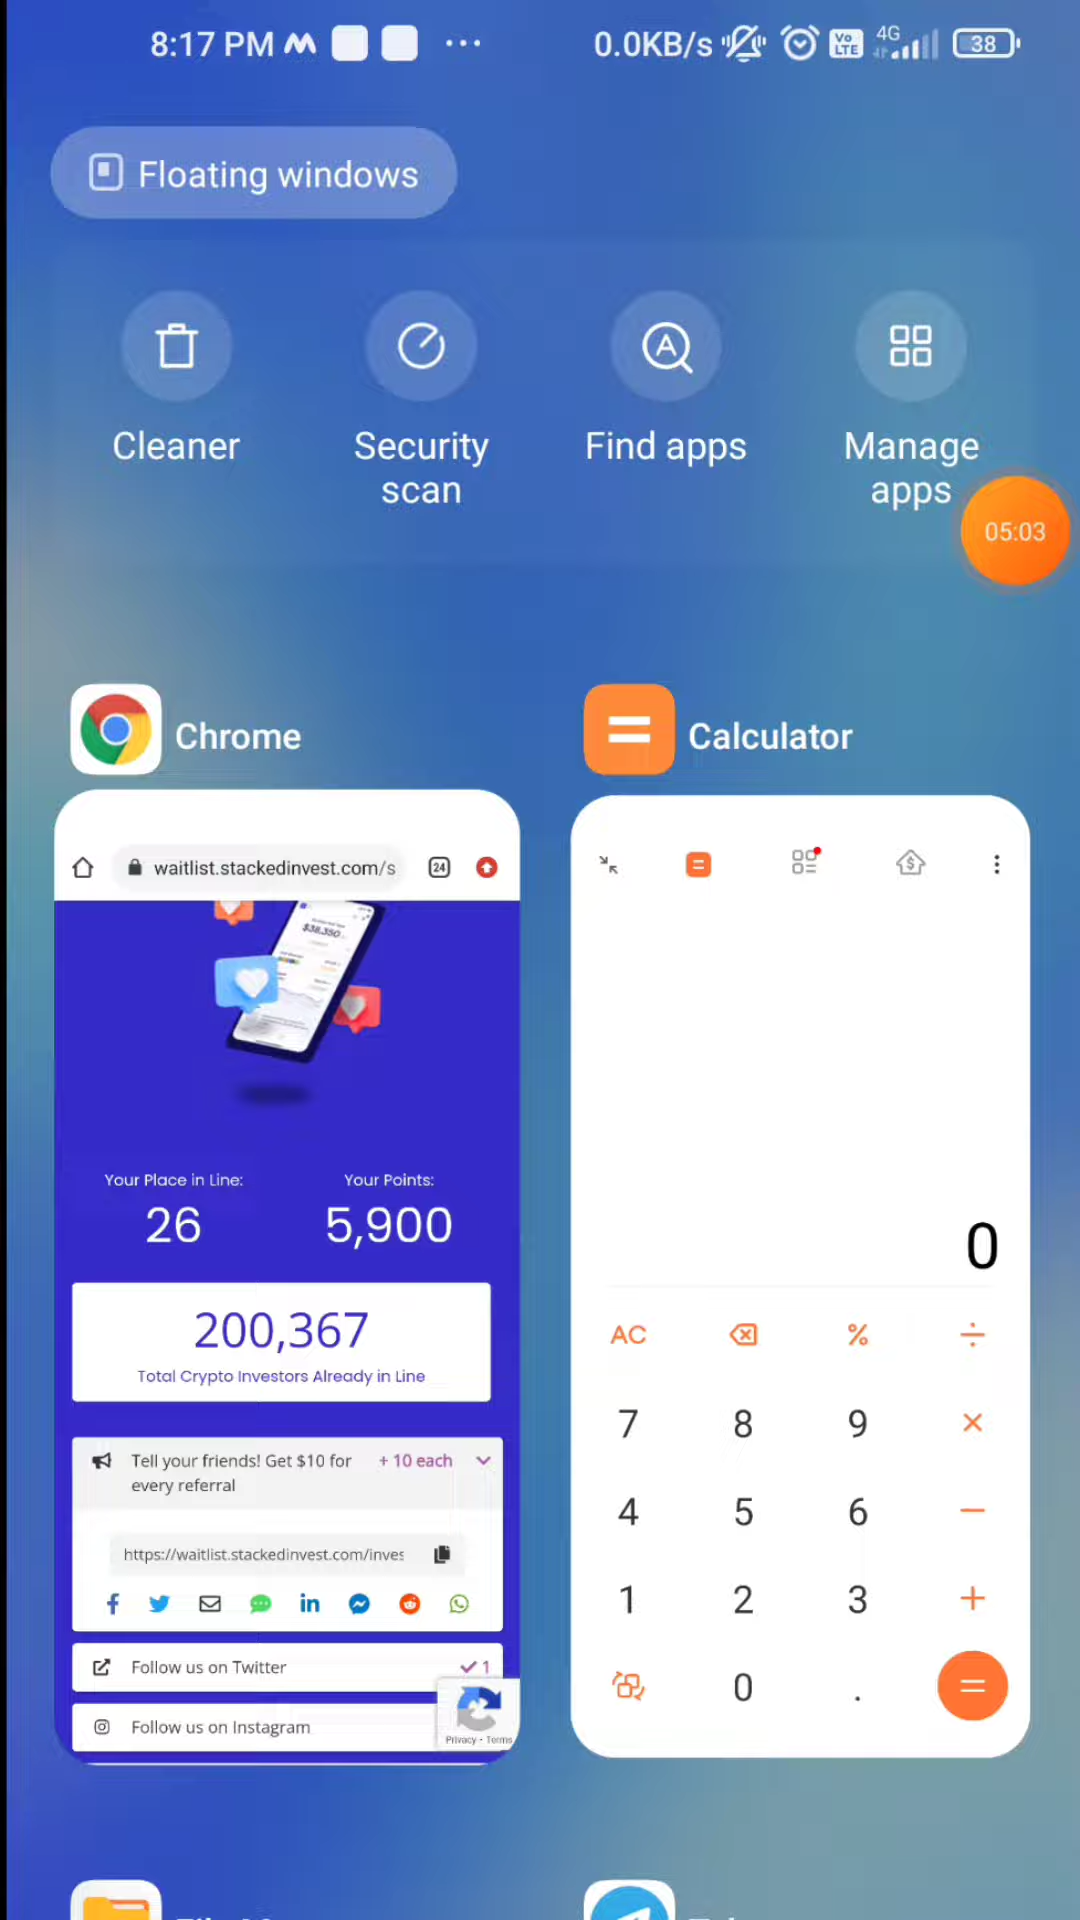 8:17 PM
0.0KB/s
Vo LTE
4G
38
Floating windows
Cleaner
Security scan
Find apps
Manage apps
05:03
Chrome
Calculator
waitlist.stackedinvest.com/s
24
$38,350
Your Place in Line:
Your Points:
26
5,900
200,367
Total Crypto Investors Already in Line
Tell your friends! Get $10 for
+ 10 each
every referral
https://waitlist.stackedinvest.com/inves
Follow us on Twitter
1
Follow us on Instagram
Privacy - Terms
0
AC
%
÷
7
8
9
×
4
5
6
−
1
2
3
+
0
.
=